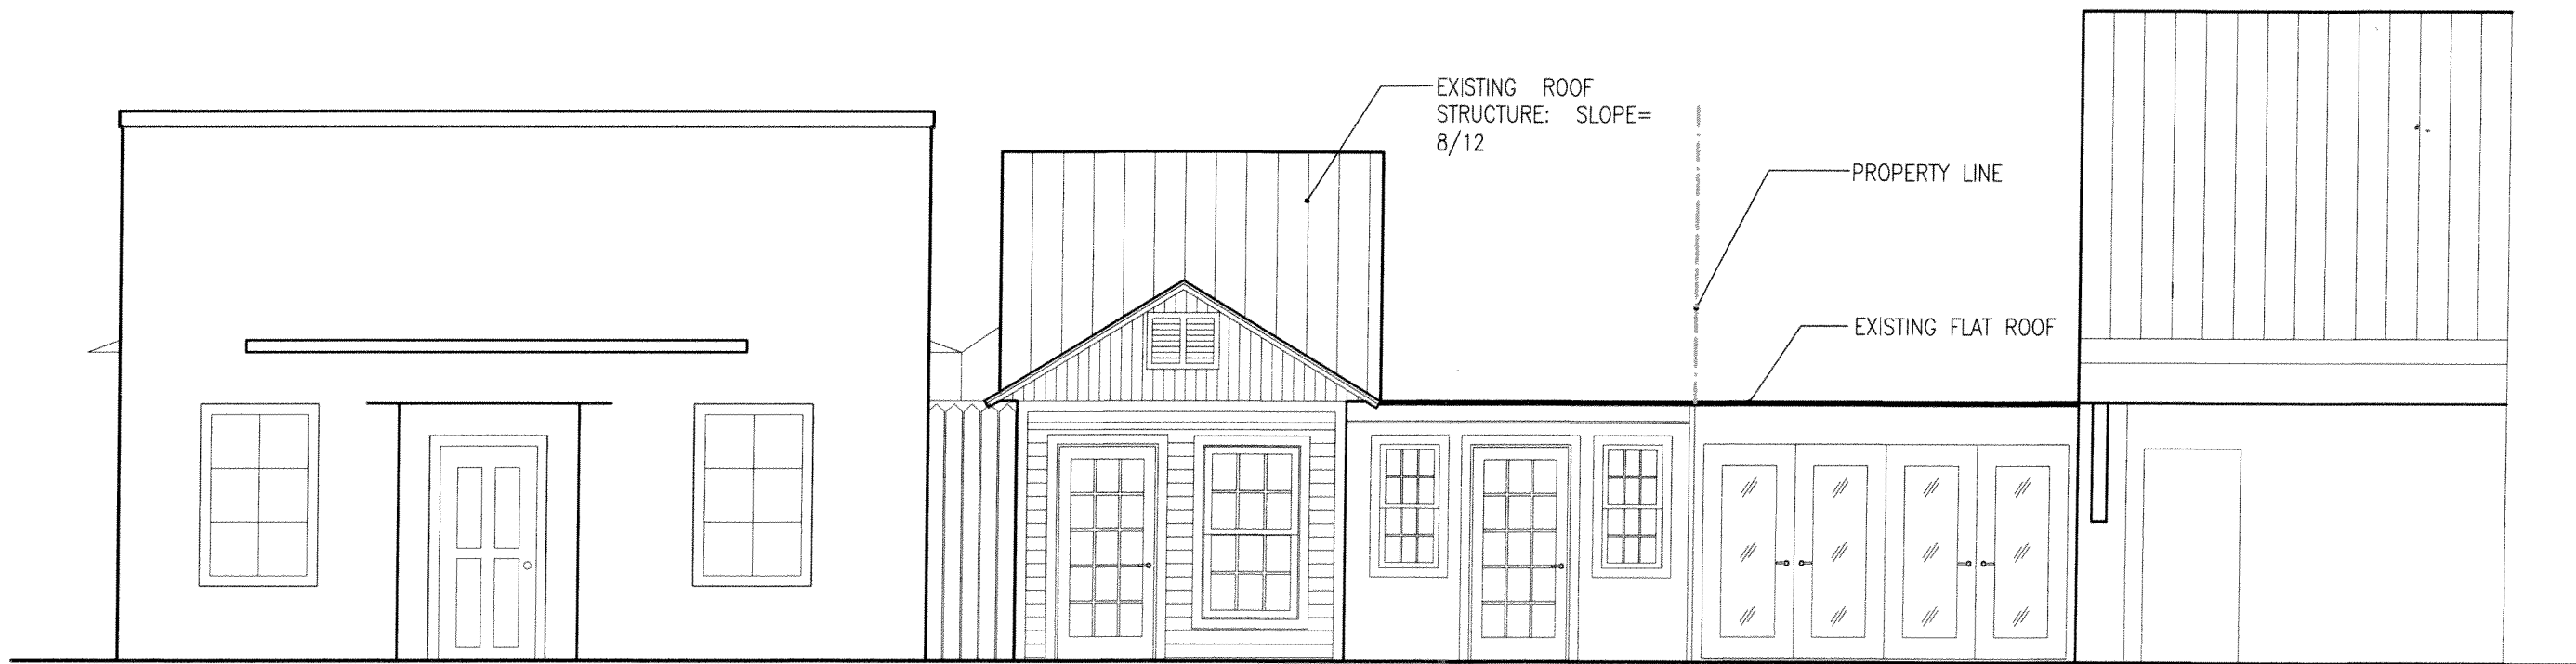 EXISTING ROOF
STRUCTURE: SLOPE=
8/12
PROPERTY LINE
EXISTING FLAT ROOF